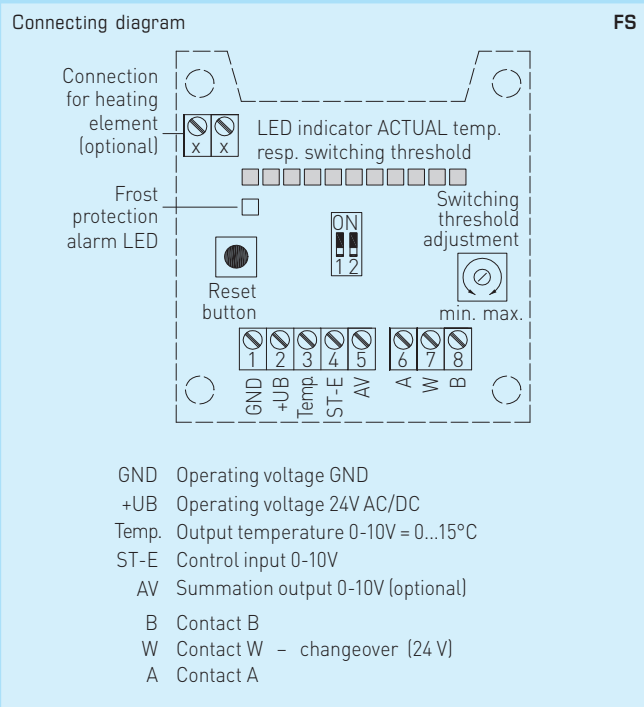 Connecting diagram FS
Connection
for heating
element
(optional)
x x
LED indicator ACTUAL temp.
resp. switching threshold
Frost
protection
alarm LED
ON
1 2
Switching
threshold
adjustment
Reset
button
min. max.
1 2 3 4 5 6 7 8
GND +UB Temp. ST-E AV A W B
GND Operating voltage GND
+UB Operating voltage 24V AC/DC
Temp. Output temperature 0-10V = 0...15°C
ST-E Control input 0-10V
AV Summation output 0-10V (optional)
B Contact B
W Contact W – changeover (24 V)
A Contact A